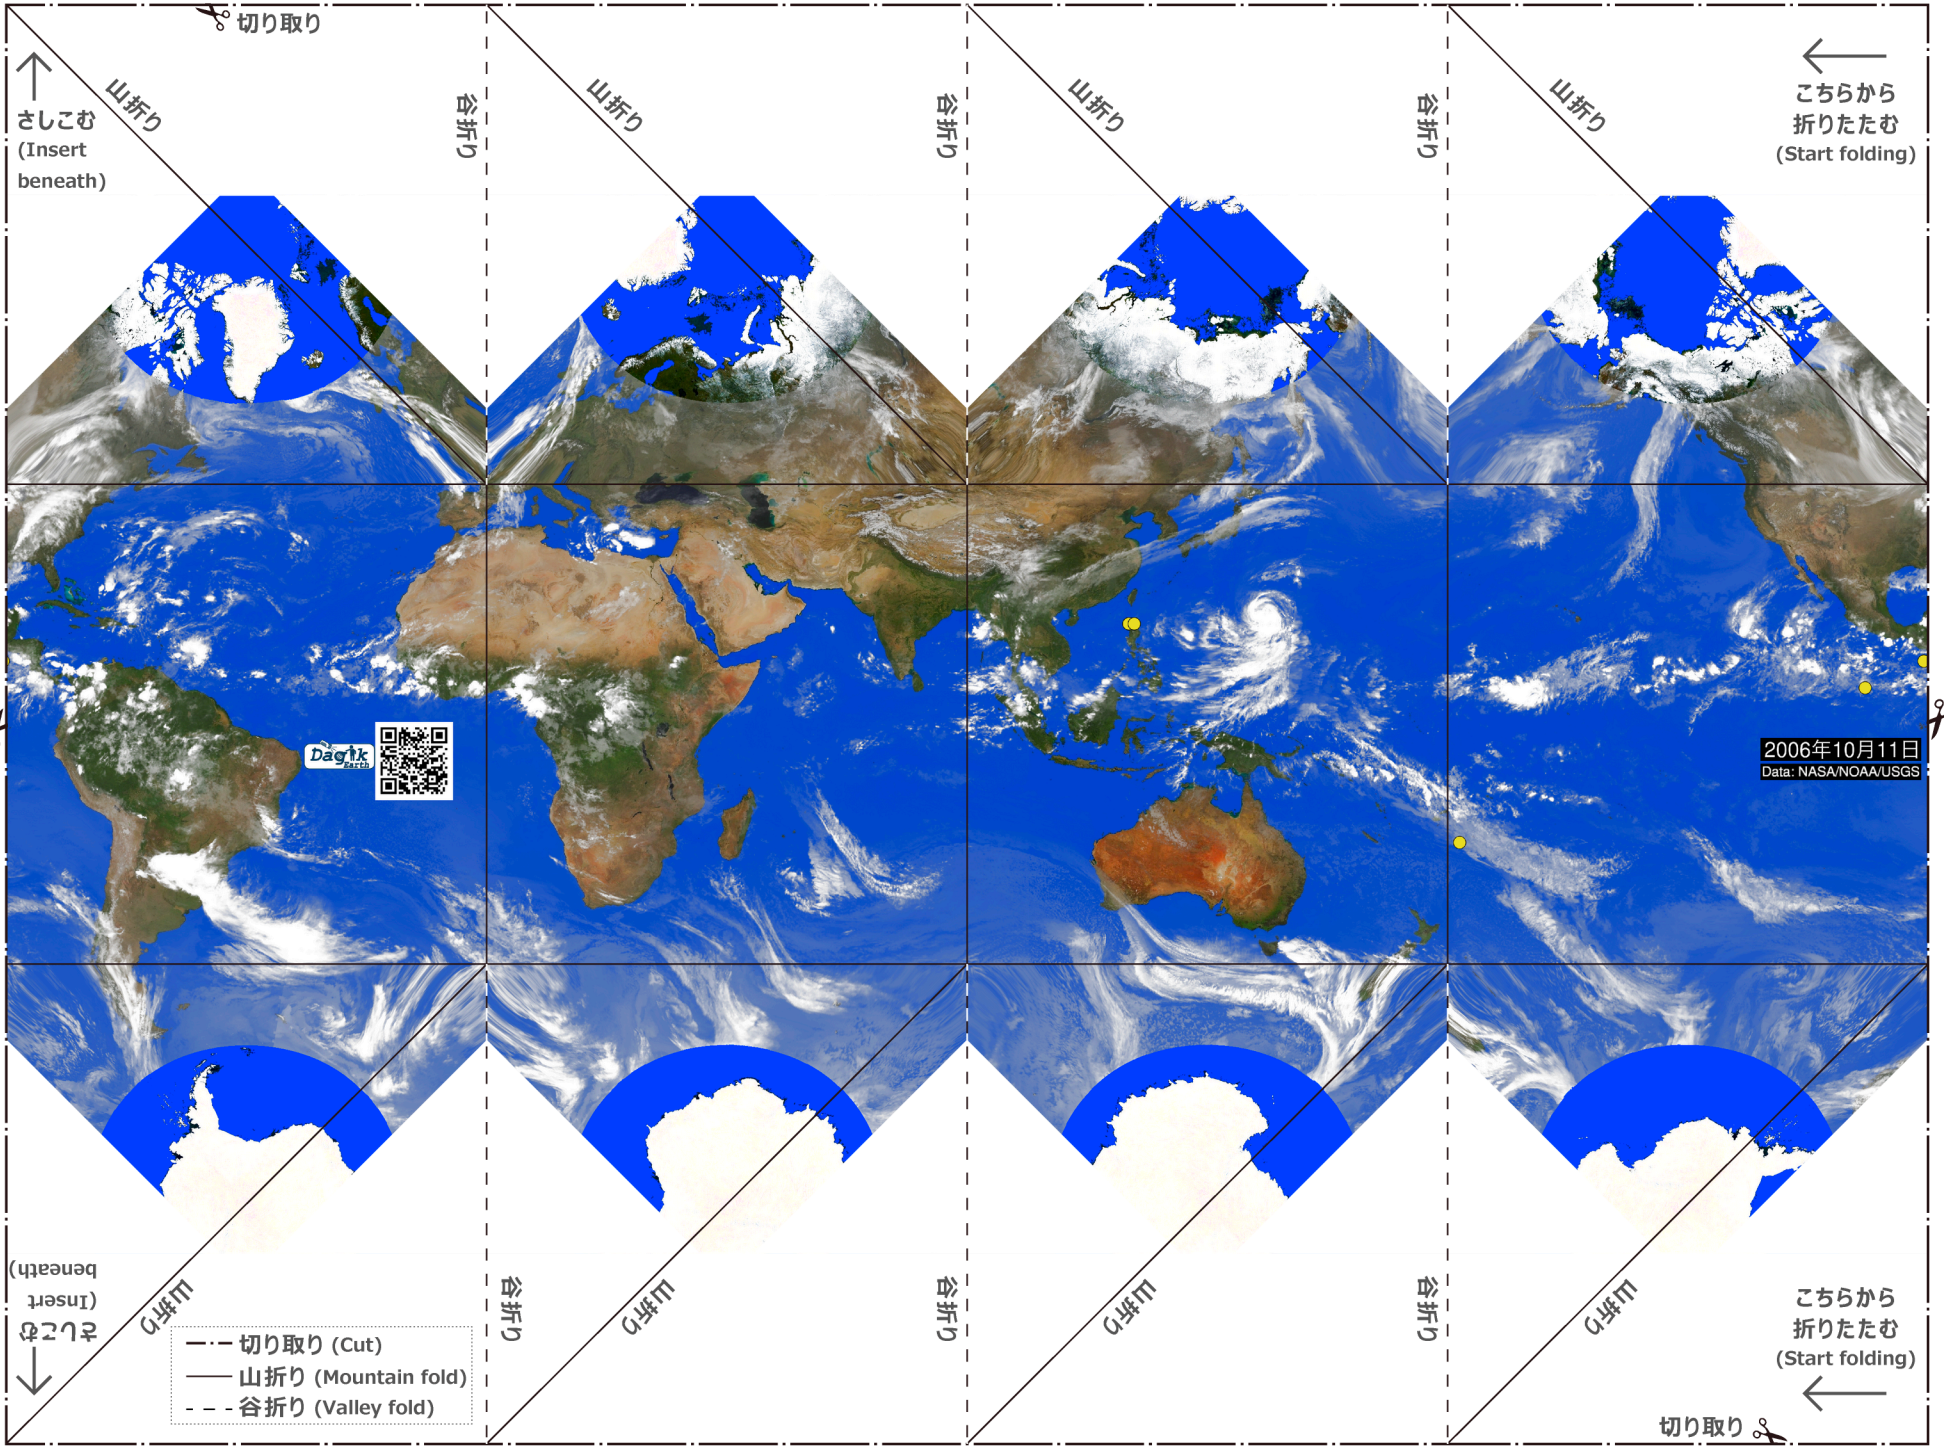 切り取り
山折り
谷折り
山折り
谷折り
山折り
谷折り
山折り
さしこむ
(Insert
beneath)
こちらから
折りたたむ
(Start folding)
Dagik
Earth
2006年10月11日
Data: NASA/NOAA/USGS
さしこむ
(Insert
beneath)
山折り
谷折り
山折り
谷折り
山折り
谷折り
山折り
こちらから
折りたたむ
(Start folding)
切り取り (Cut)
山折り (Mountain fold)
谷折り (Valley fold)
切り取り